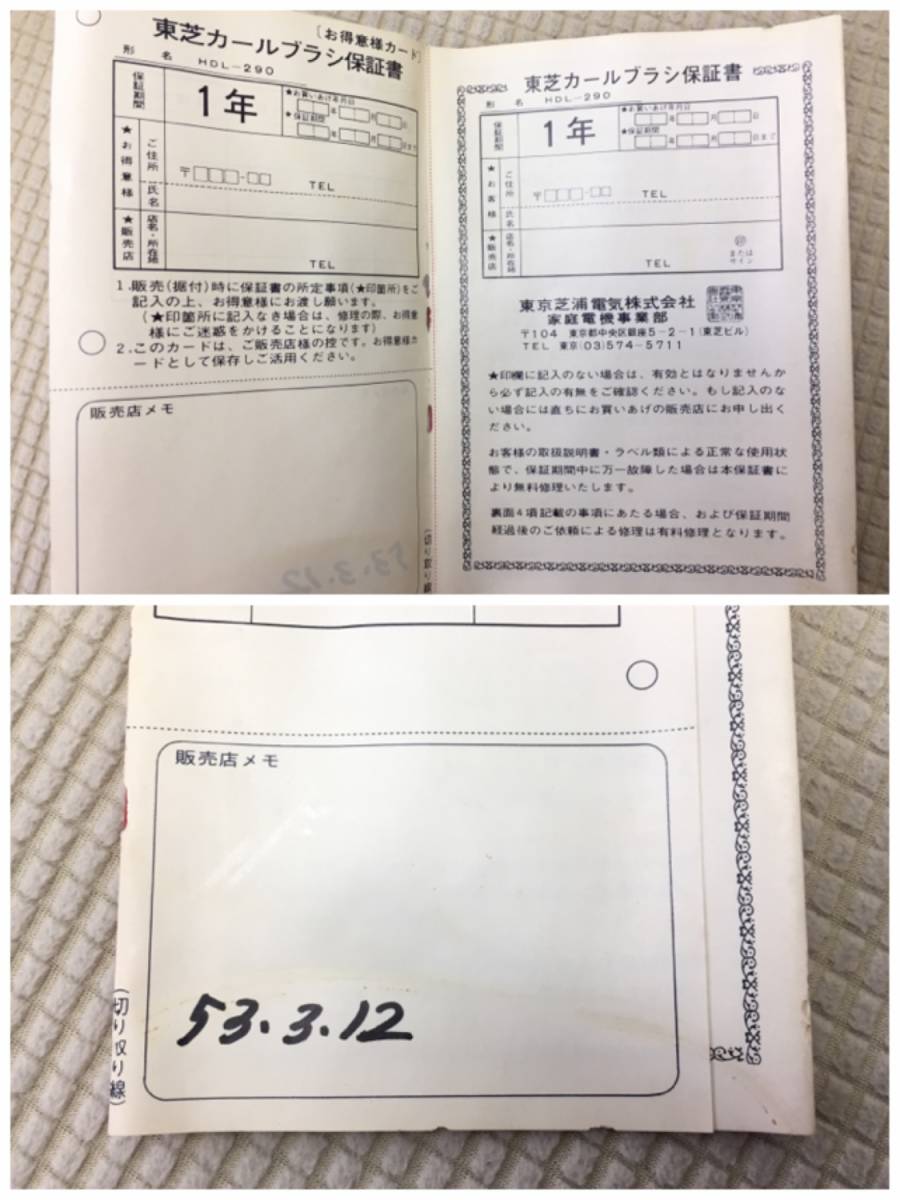 〔お得意様カード〕
東芝カールブラシ保証書
形 名 HDL-290
保証期間
1年
★お買いあげ年月日
年 月 日
★保証期間
年 月 日まで
★お得意様
ご住所
〒 -
TEL
氏名
★販売店
店名・所在地
TEL
1.販売(据付)時に保証書の所定事項(★印箇所)をご
記入の上、お得意様にお渡し願います。
(★印箇所に記入なき場合は、修理の際、お得意
様にご迷惑をかけることになります)
2.このカードは、ご販売店様の控です。お得意様カ
ードとして保存しご活用ください。
販売店メモ
53.3.12
(切り取り線
東芝カールブラシ保証書
形 名 HDL-290
保証期間
1年
★お買いあげ年月日
年 月 日
★保証期間
年 月 日まで
★お客様
ご住所
〒 -
TEL
氏名
★販売店
店名・所在地
印
または
サイン
TEL
東京芝浦電気株式会社
家庭電機事業部
〒104 東京都中央区銀座5-2-1(東芝ビル)
TEL 東京(03)574-5711
★印欄に記入のない場合は、有効とはなりませんか
ら必ず記入の有無をご確認ください。もし記入のな
い場合には直ちにお買いあげの販売店にお申し出く
ださい。
お客様の取扱説明書・ラベル類による正常な使用状
態で、保証期間中に万一故障した場合は本保証書に
より無料修理いたします。
裏面4項記載の事項にあたる場合、および保証期間
経過後のご依頼による修理は有料修理となります。
販売店メモ
53.3.12
(切り取り線)